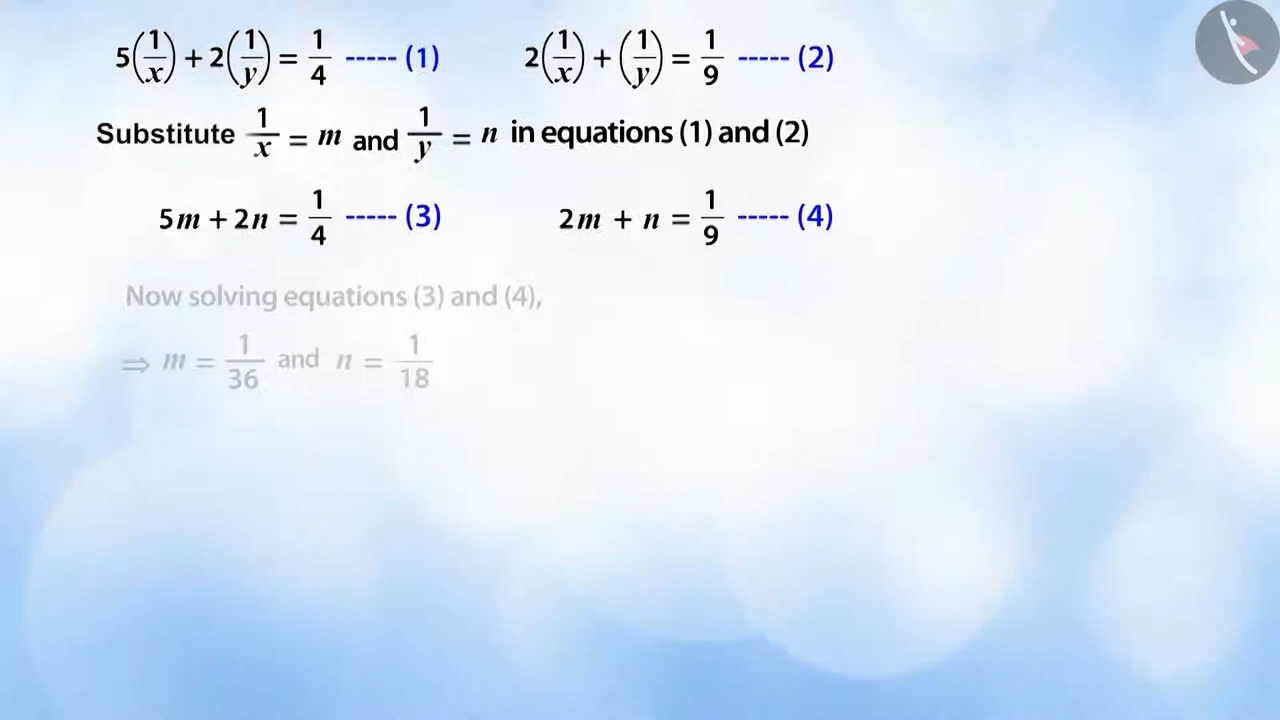 5(1/x) + 2(1/y) = 1/4 ----- (1) 2(1/x) + (1/y) = 1/9 ----- (2)
Substitute 1/x = m and 1/y = n in equations (1) and (2)
5m + 2n = 1/4 ----- (3) 2m + n = 1/9 ----- (4)
Now solving equations (3) and (4),
⇒ m = 1/36 and n = 1/18